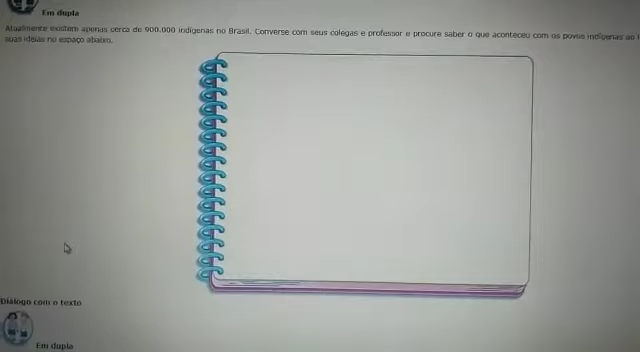 Em dupla
Atualmente existem apenas cerca de 900.000 indígenas no Brasil. Converse com seus colegas e professor e procure saber o que aconteceu com os povos indígenas ao
suas ideias no espaço abaixo.
Diálogo com o texto
Em dupla